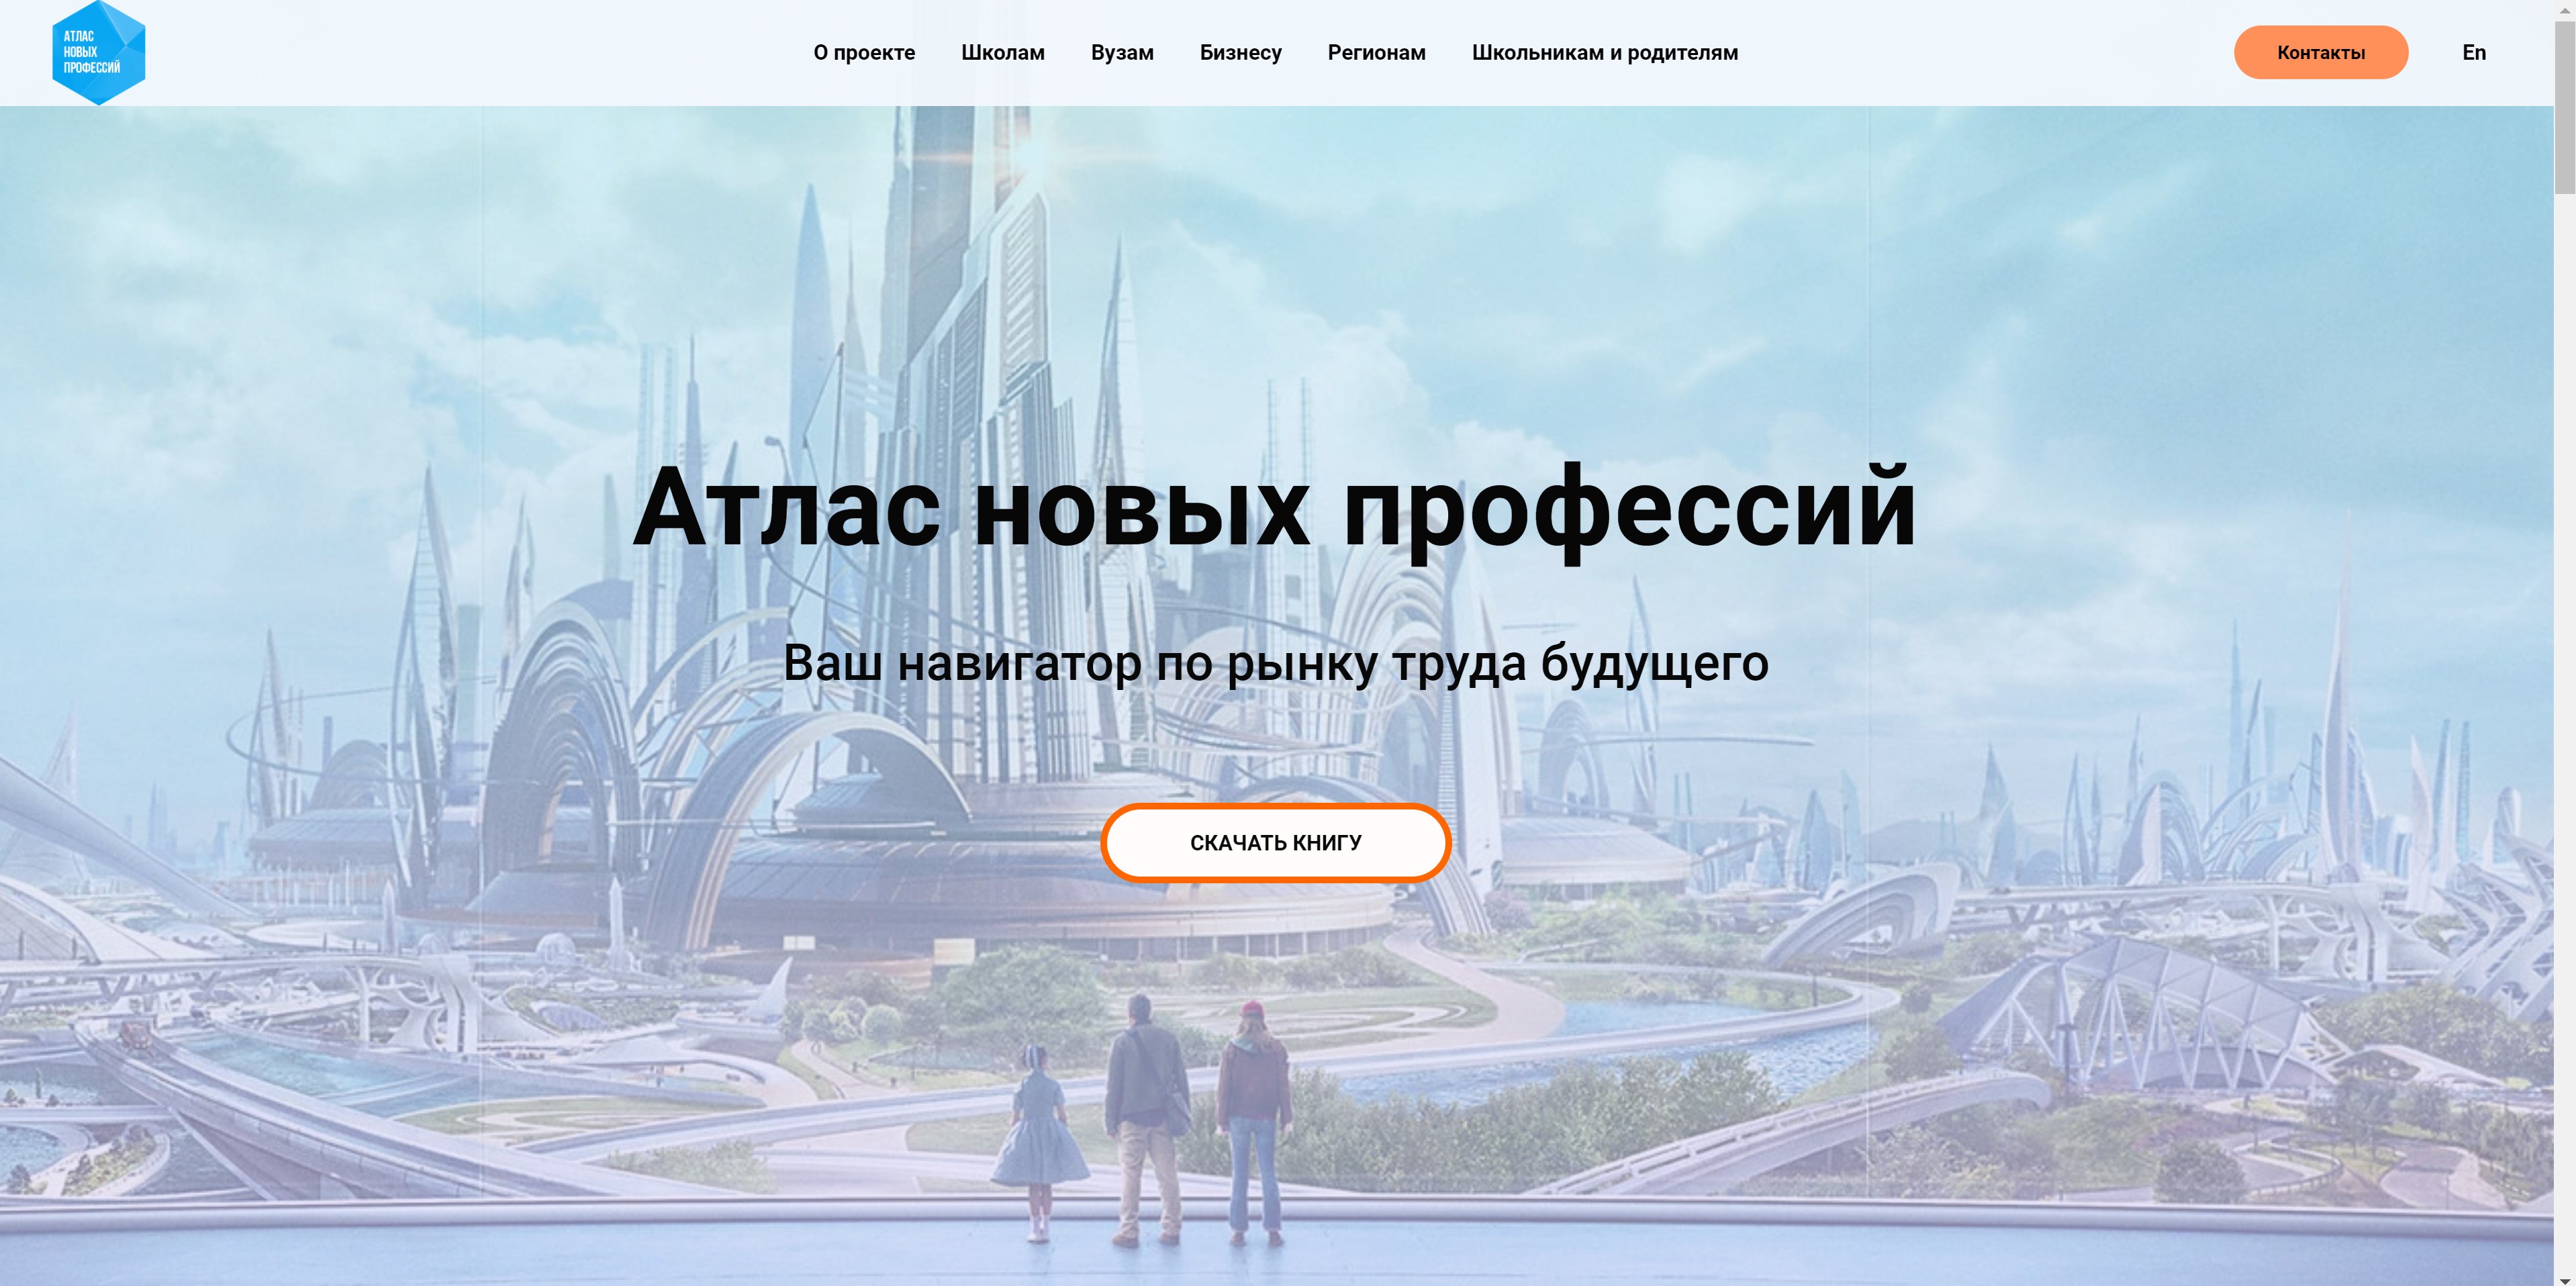 АТЛАС
НОВЫХ
ПРОФЕССИЙ
О проекте Школам Вузам Бизнесу Регионам Школьникам и родителям Контакты En
Атлас новых профессий
Ваш навигатор по рынку труда будущего
СКАЧАТЬ КНИГУ